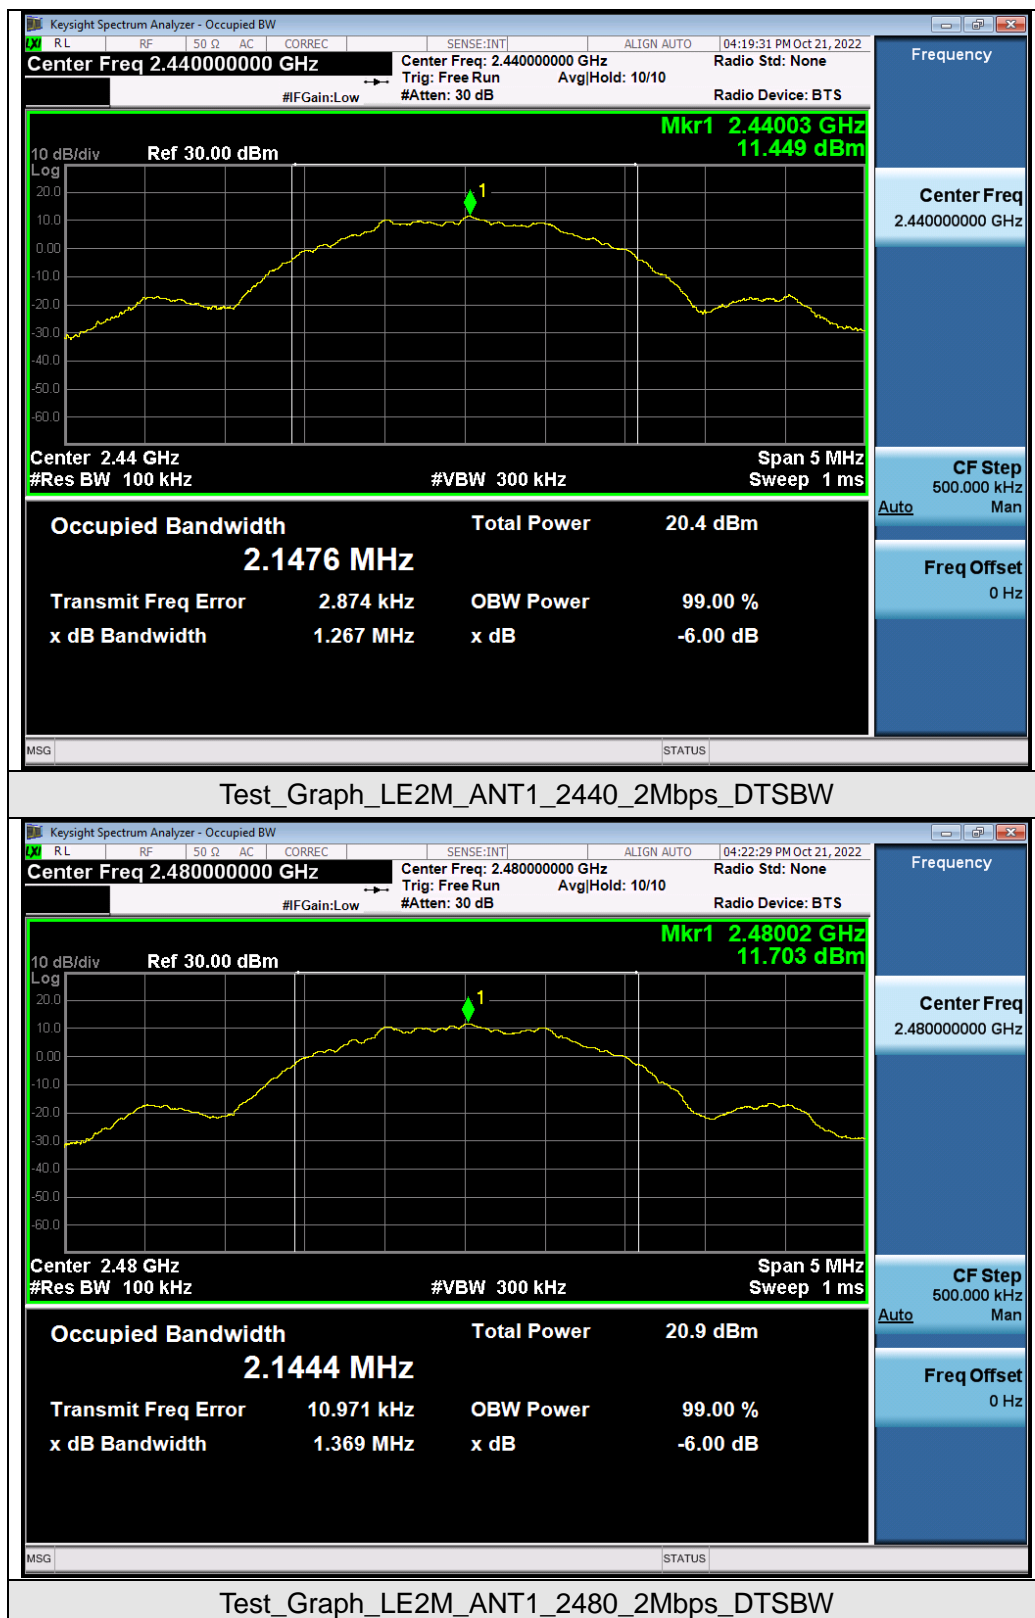 Keysight Spectrum Analyzer - Occupied BW
LXI RL RF 50 Ω AC CORREC SENSE:INT ALIGN AUTO 04:19:31 PM Oct 21, 2022
Center Freq 2.440000000 GHz
Center Freq: 2.440000000 GHz
Radio Std: None
Trig: Free Run Avg|Hold: 10/10
#IFGain:Low #Atten: 30 dB Radio Device: BTS
Frequency
Mkr1 2.44003 GHz
11.449 dBm
10 dB/div Ref 30.00 dBm
Log
20.0
10.0
0.00
-10.0
-20.0
-30.0
-40.0
-50.0
-60.0
1
Center 2.44 GHz Span 5 MHz
#Res BW 100 kHz #VBW 300 kHz Sweep 1 ms
Center Freq
2.440000000 GHz
CF Step
500.000 kHz
Auto Man
Freq Offset
0 Hz
Occupied Bandwidth Total Power 20.4 dBm
2.1476 MHz
Transmit Freq Error 2.874 kHz OBW Power 99.00 %
x dB Bandwidth 1.267 MHz x dB -6.00 dB
MSG STATUS
Test_Graph_LE2M_ANT1_2440_2Mbps_DTSBW
Keysight Spectrum Analyzer - Occupied BW
LXI RL RF 50 Ω AC CORREC SENSE:INT ALIGN AUTO 04:22:29 PM Oct 21, 2022
Center Freq 2.480000000 GHz
Center Freq: 2.480000000 GHz
Radio Std: None
Trig: Free Run Avg|Hold: 10/10
#IFGain:Low #Atten: 30 dB Radio Device: BTS
Frequency
Mkr1 2.48002 GHz
11.703 dBm
10 dB/div Ref 30.00 dBm
Log
20.0
10.0
0.00
-10.0
-20.0
-30.0
-40.0
-50.0
-60.0
1
Center 2.48 GHz Span 5 MHz
#Res BW 100 kHz #VBW 300 kHz Sweep 1 ms
Center Freq
2.480000000 GHz
CF Step
500.000 kHz
Auto Man
Freq Offset
0 Hz
Occupied Bandwidth Total Power 20.9 dBm
2.1444 MHz
Transmit Freq Error 10.971 kHz OBW Power 99.00 %
x dB Bandwidth 1.369 MHz x dB -6.00 dB
MSG STATUS
Test_Graph_LE2M_ANT1_2480_2Mbps_DTSBW